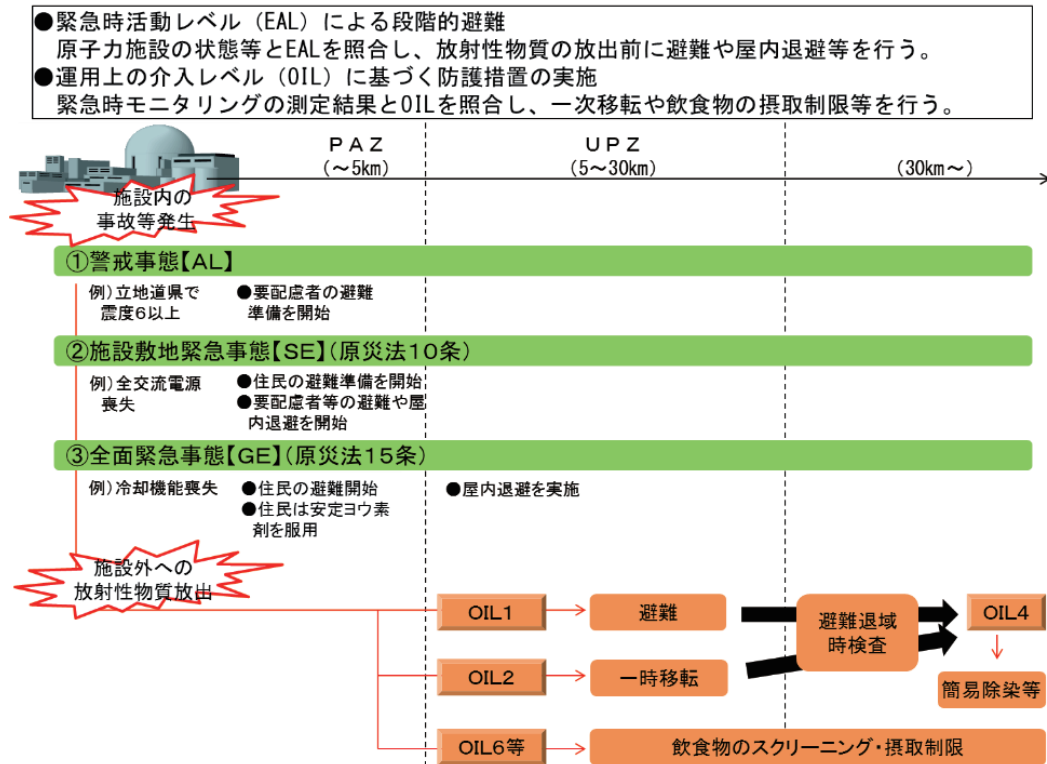 ●緊急時活動レベル（EAL）による段階的避難
原子力施設の状態等とEALを照合し、放射性物質の放出前に避難や屋内退避等を行う。
●運用上の介入レベル（OIL）に基づく防護措置の実施
緊急時モニタリングの測定結果とOILを照合し、一次移転や飲食物の摂取制限等を行う。
PAZ
(～5km)
UPZ
(5～30km)
(30km～)
施設内の
事故等発生
①警戒事態【AL】
例）立地道県で
震度6以上
●要配慮者の避難
準備を開始
②施設敷地緊急事態【SE】（原災法10条）
例）全交流電源
喪失
●住民の避難準備を開始
●要配慮者等の避難や屋
内退避を開始
③全面緊急事態【GE】（原災法15条）
例）冷却機能喪失
●住民の避難開始
●住民は安定ヨウ素
剤を服用
●屋内退避を実施
施設外への
放射性物質放出
OIL1
避難
避難退域
時検査
OIL4
OIL2
一時移転
簡易除染等
OIL6等
飲食物のスクリーニング・摂取制限